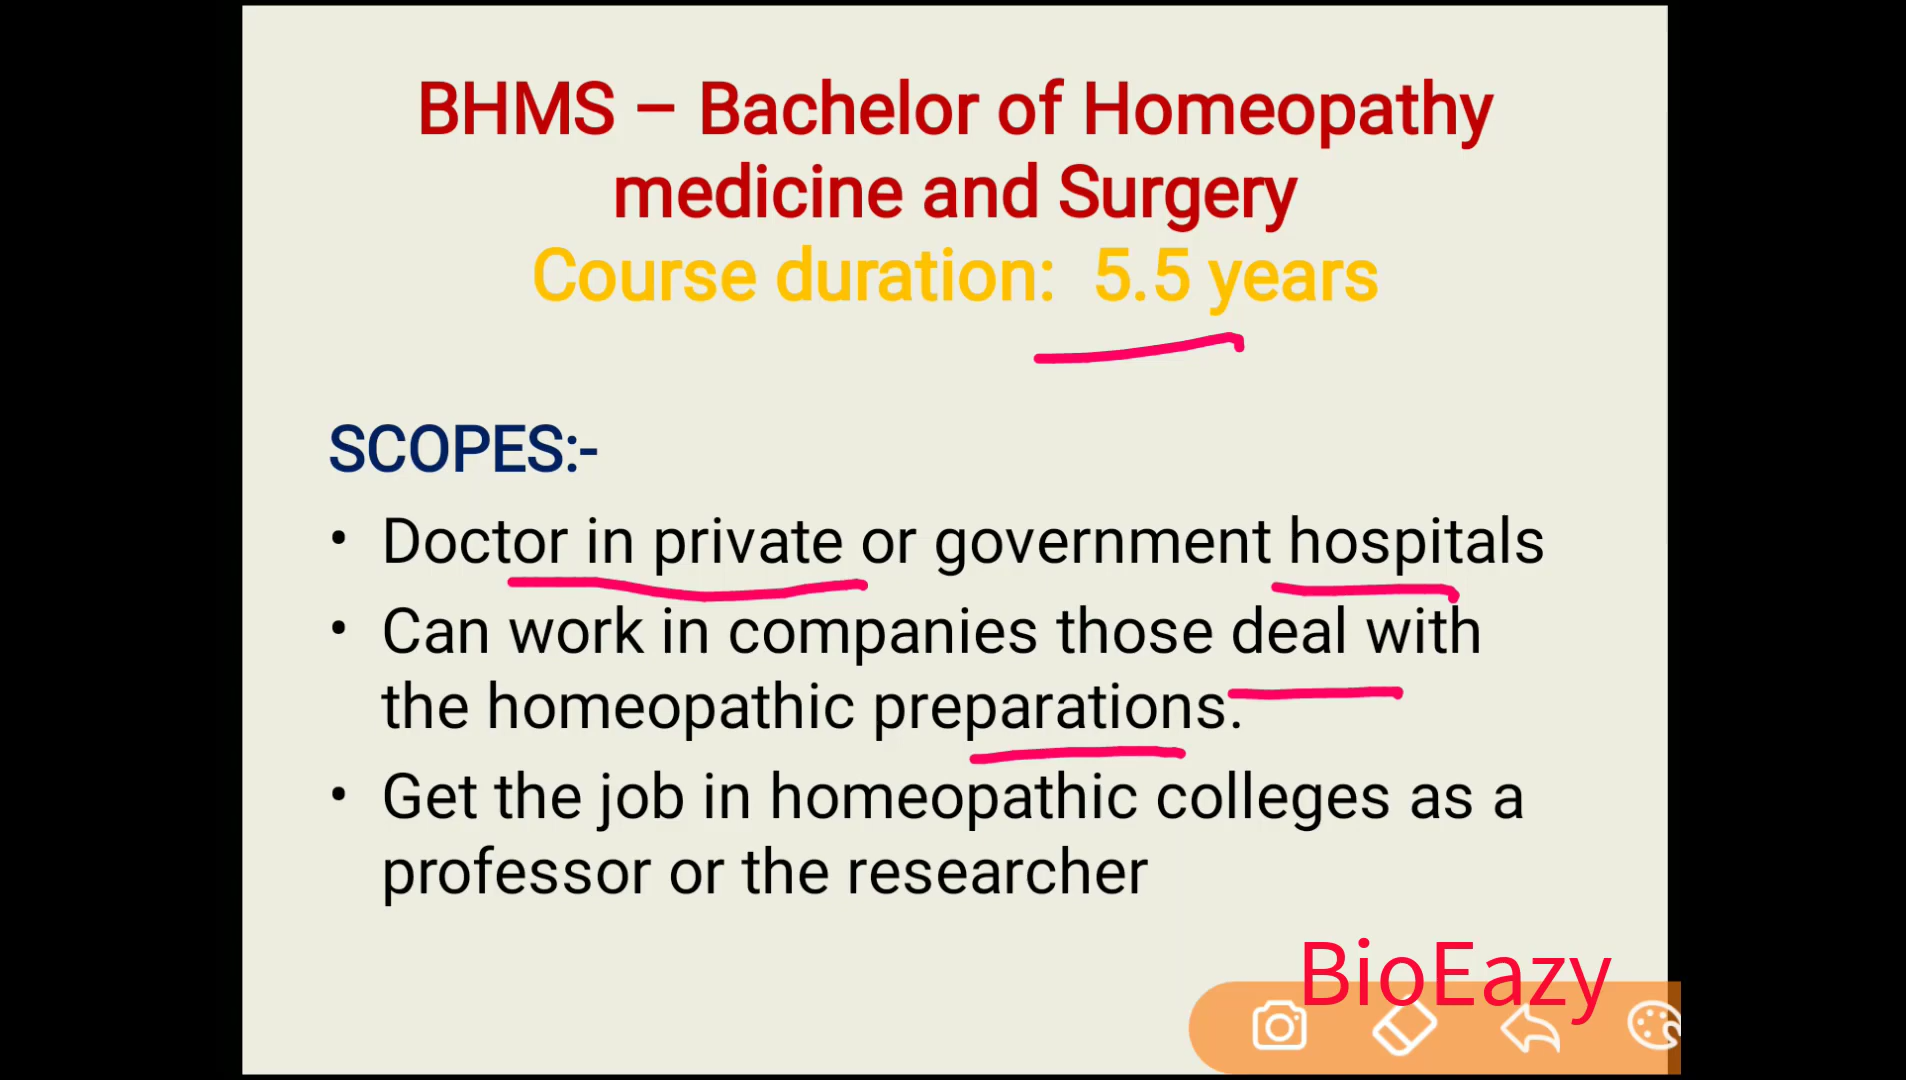 BHMS – Bachelor of Homeopathy
medicine and Surgery
Course duration:  5.5 years
SCOPES:-
• Doctor in private or government hospitals
• Can work in companies those deal with
the homeopathic preparations.
• Get the job in homeopathic colleges as a
professor or the researcher
BioEazy